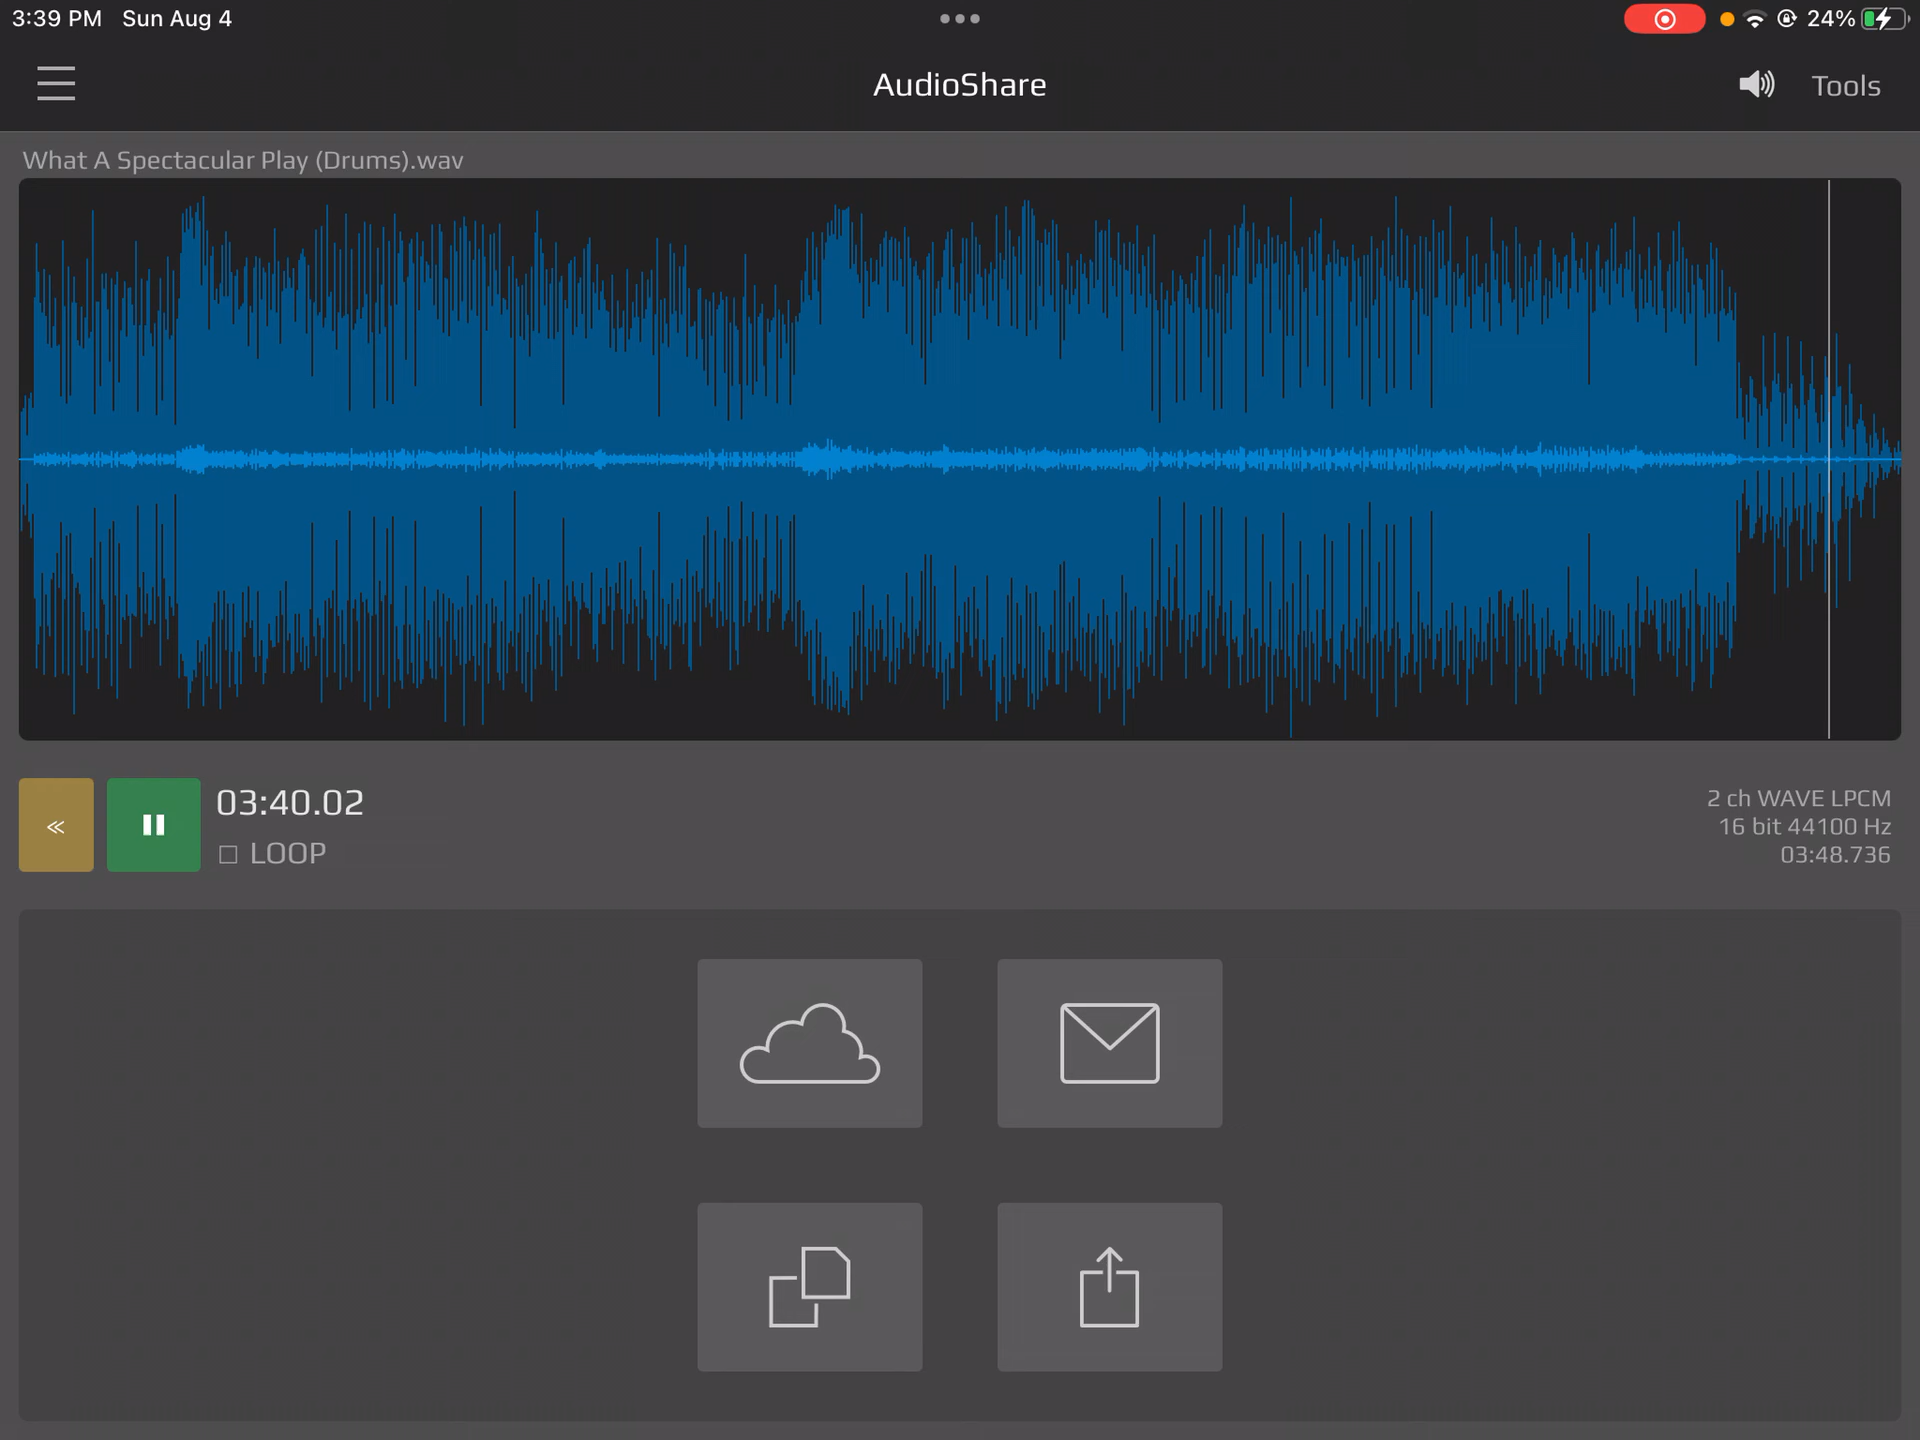 3:39 PM Sun Aug 4
24%
AudioShare
Tools
What A Spectacular Play (Drums).wav
03:40.02
LOOP
2 ch WAVE LPCM
16 bit 44100 Hz
03:48.736